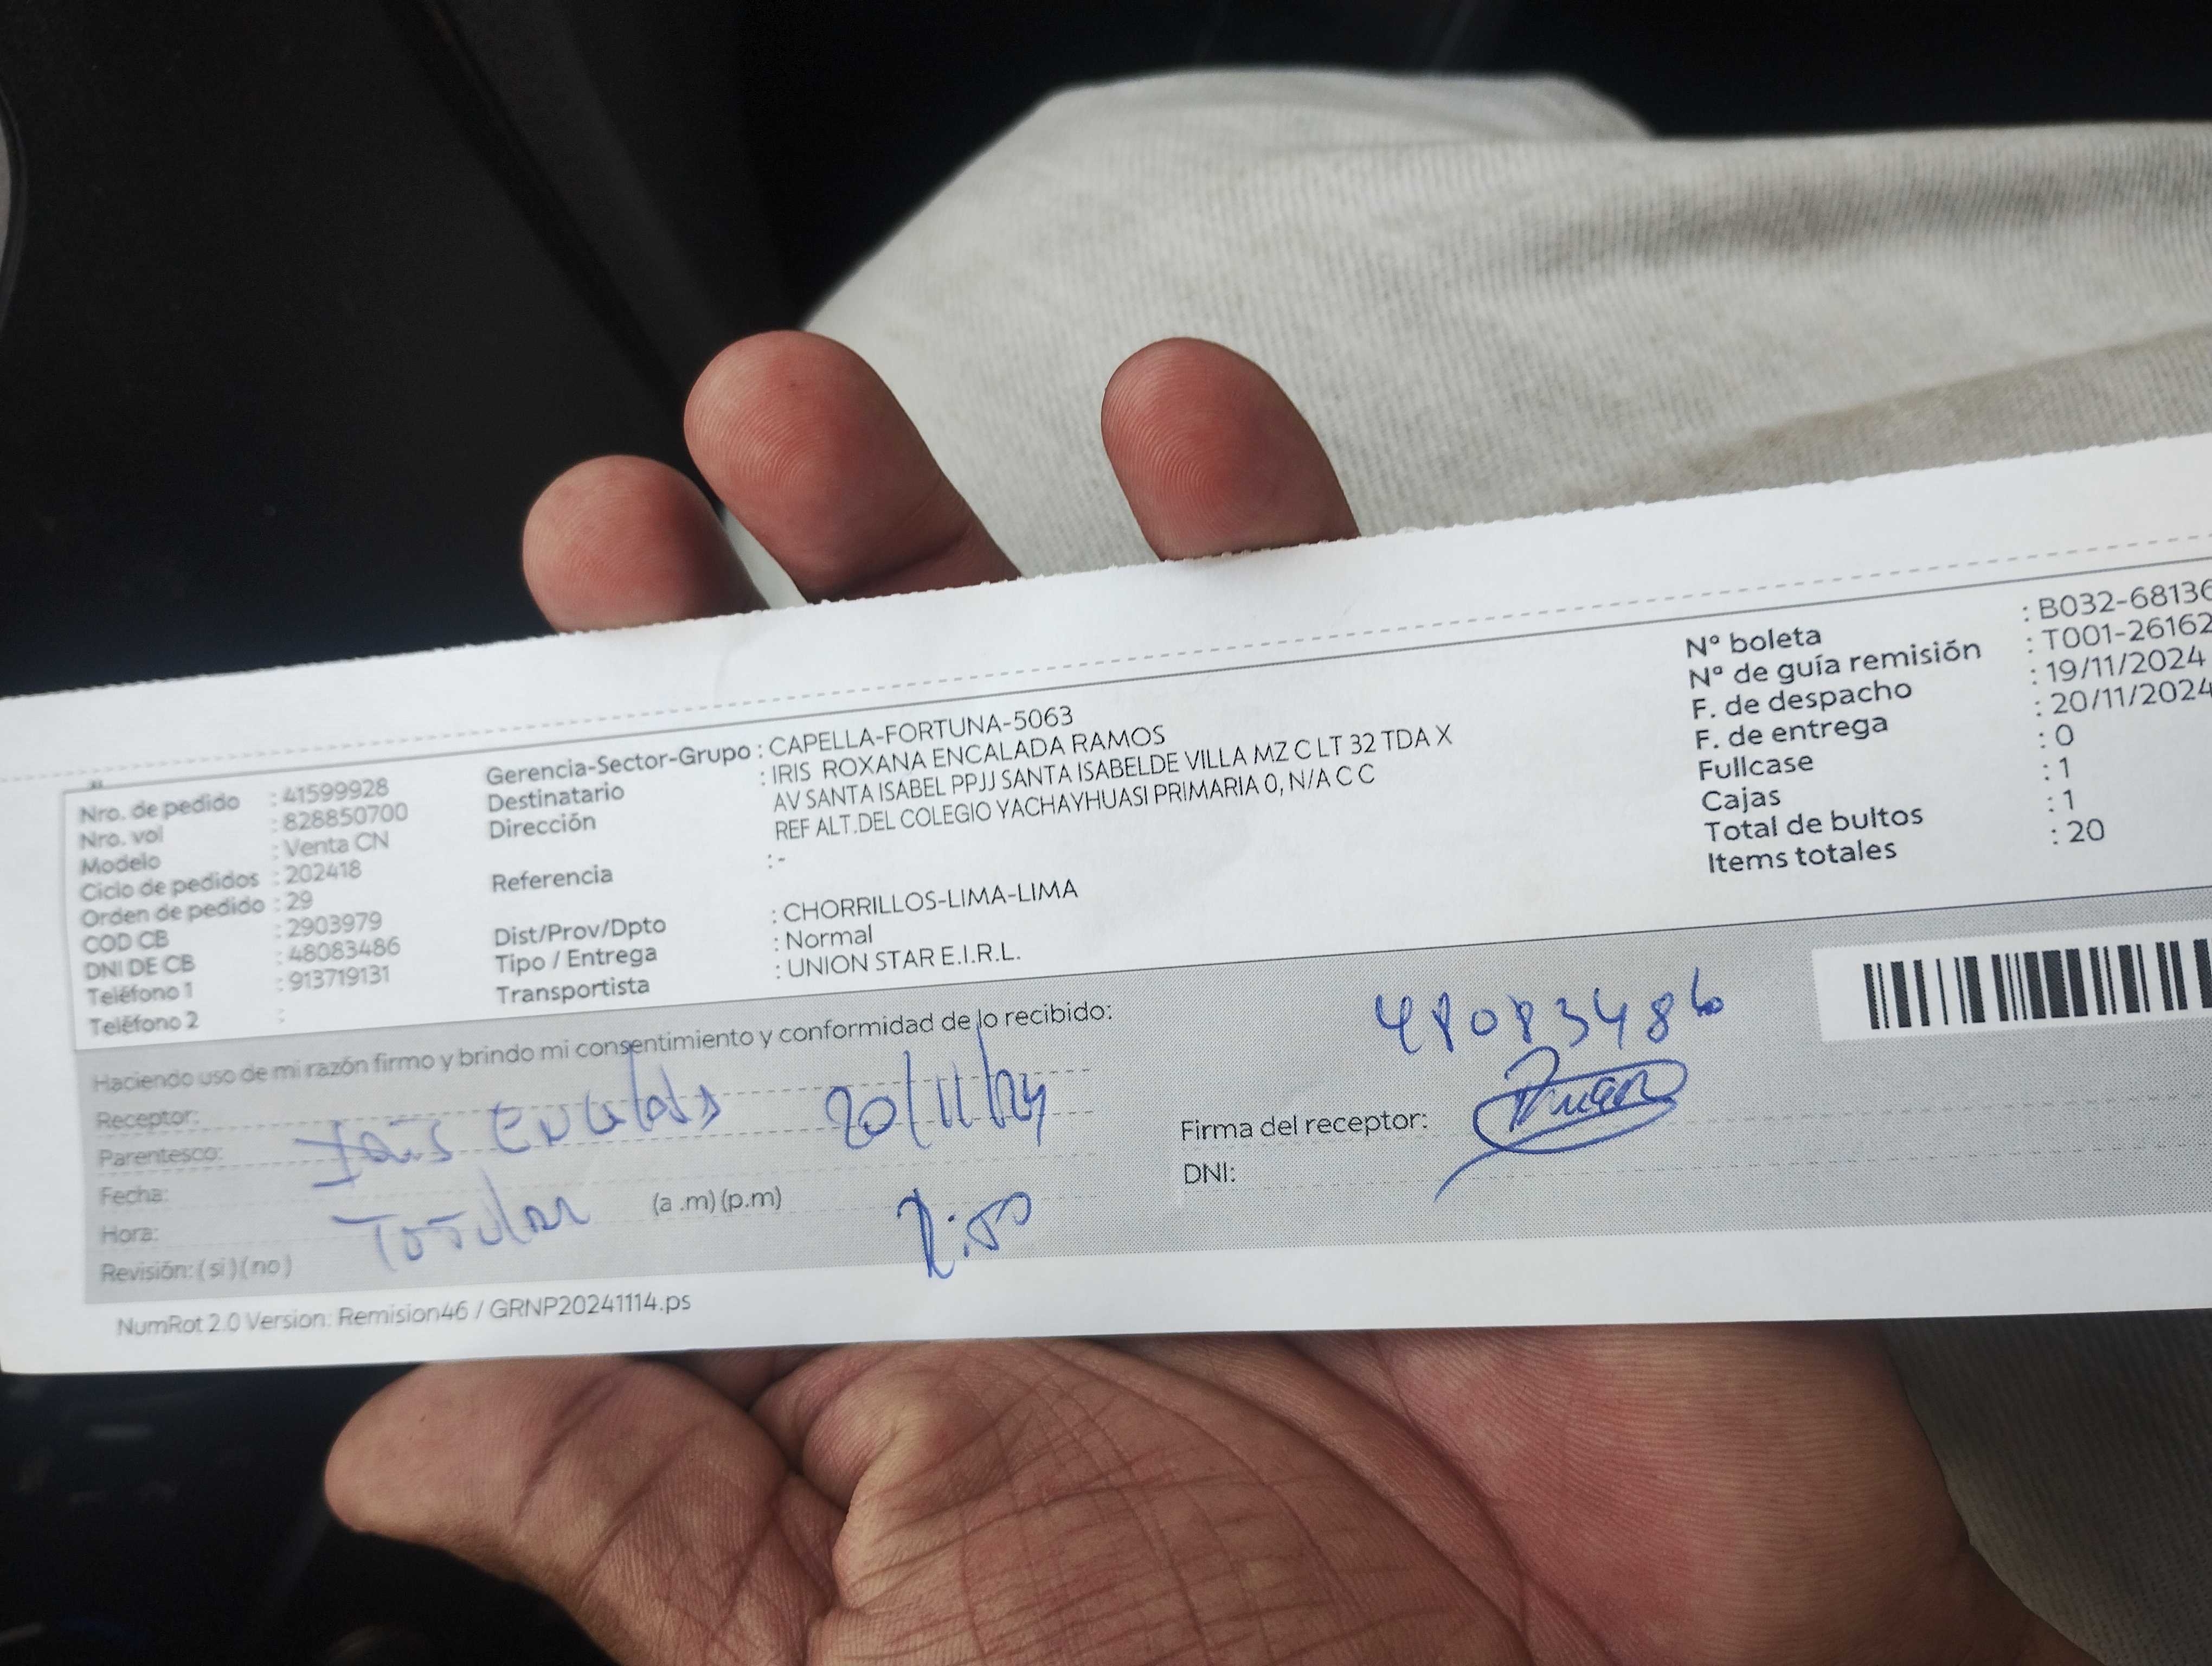 Nro. de pedido : 41599928
Nro. vol : 828850700
Modelo : Venta CN
Ciclo de pedidos : 202418
Orden de pedido : 29
COD CB : 2903979
DNI DE CB : 48083486
Teléfono 1 : 913719131
Teléfono 2 :
Gerencia-Sector-Grupo : CAPELLA-FORTUNA-5063
Destinatario : IRIS ROXANA ENCALADA RAMOS
Dirección AV SANTA ISABEL PPJJ SANTA ISABELDE VILLA MZ C LT 32 TDA X
REF ALT.DEL COLEGIO YACHAYHUASI PRIMARIA 0, N/A C C
Referencia : -
Dist/Prov/Dpto : CHORRILLOS-LIMA-LIMA
Tipo / Entrega : Normal
Transportista : UNION STAR E.I.R.L.
N° boleta : B032-68136
N° de guía remisión : T001-26162
F. de despacho : 19/11/2024
F. de entrega : 20/11/2024
Fullcase : 0
Cajas : 1
Total de bultos : 1
Items totales : 20
Haciendo uso de mi razón firmo y brindo mi consentimiento y conformidad de lo recibido:
Receptor:
Parentesco: Iris Encalada 20/11/24
Fecha:
Hora: Titular (a .m) (p.m)
Revisión: ( si ) ( no )
48083486
Firma del receptor:
DNI:
NumRot 2.0 Version: Remision46 / GRNP20241114.ps